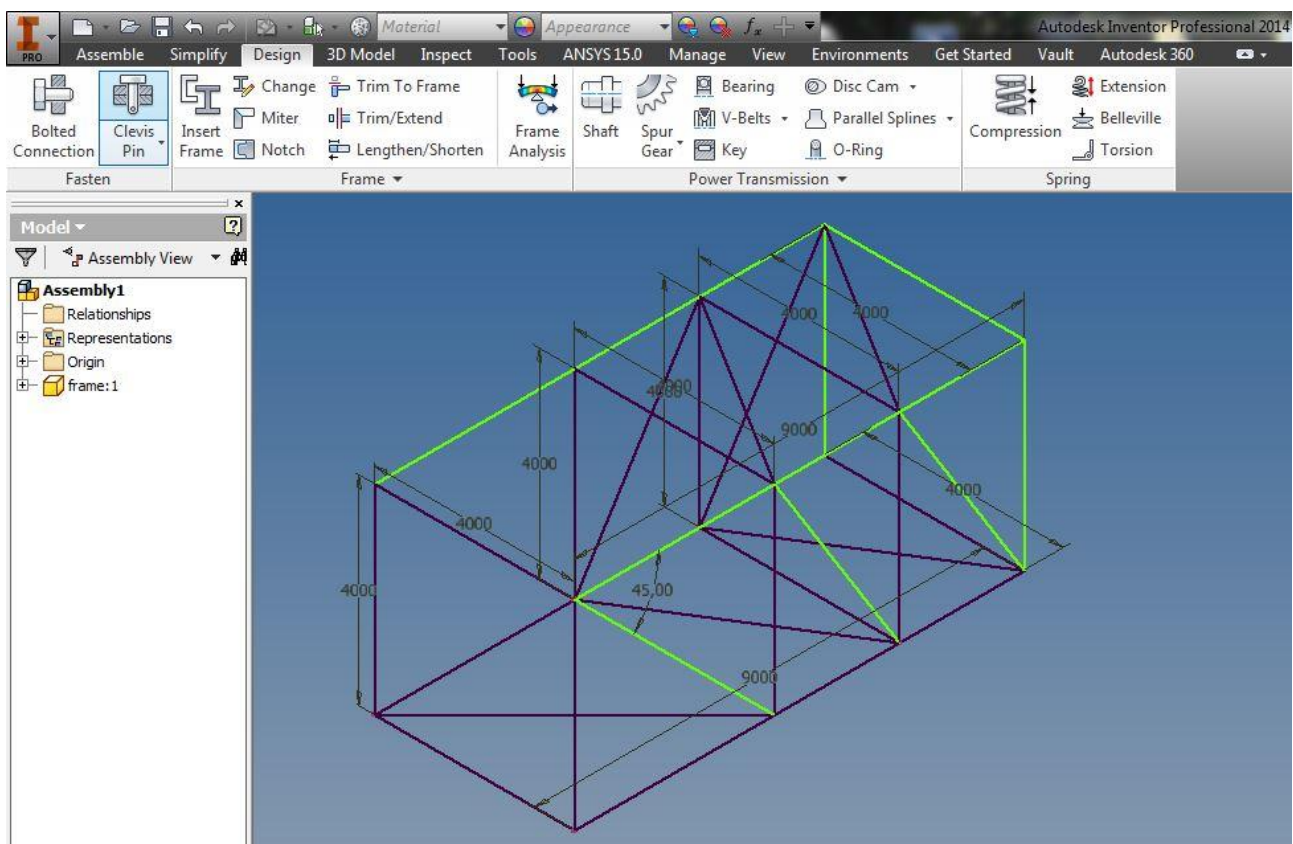 Material Appearance fx Autodesk Inventor Professional 2014
PRO Assemble Simplify Design 3D Model Inspect Tools ANSYS 15.0 Manage View Environments Get Started Vault Autodesk 360
Change Trim To Frame Bearing Disc Cam Extension
Bolted Connection Clevis Pin Insert Frame Miter Trim/Extend Frame Analysis Shaft Spur Gear V-Belts Parallel Splines Compression Belleville
Notch Lengthen/Shorten Key O-Ring Torsion
Fasten Frame Power Transmission Spring
Model
Assembly View
Assembly1
Relationships
Representations
Origin
frame:1
4000 4000
9000
4000
4000
4000
4000
45,00
9000